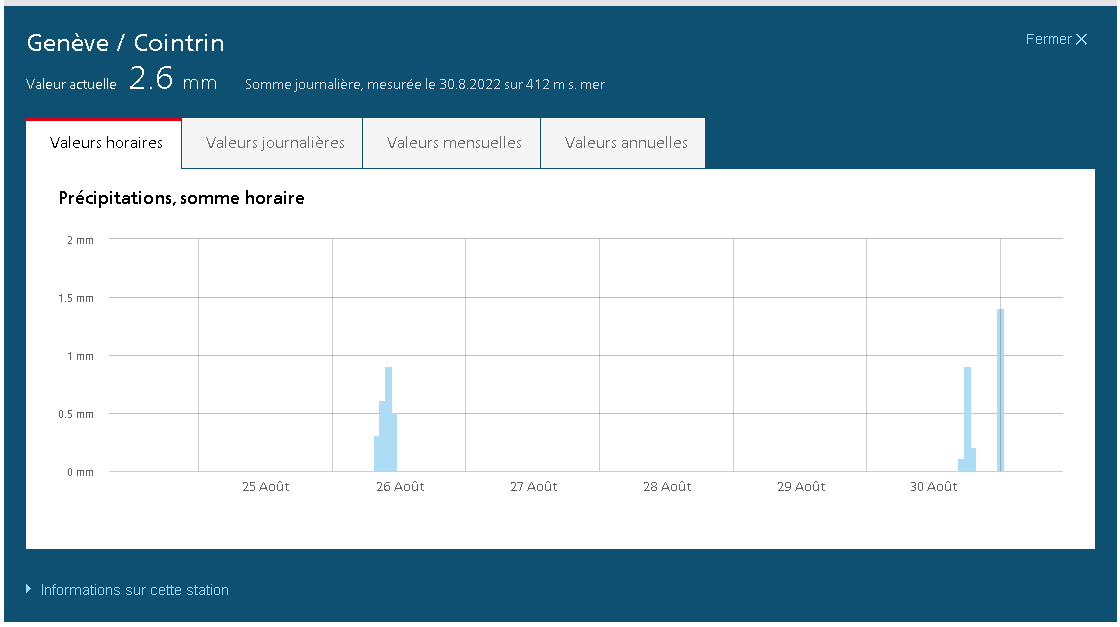 Genève / Cointrin
Fermer
Valeur actuelle 2.6 mm Somme journalière, mesurée le 30.8.2022 sur 412 m s. mer
Valeurs horaires Valeurs journalières Valeurs mensuelles Valeurs annuelles
Précipitations, somme horaire
2 mm
1.5 mm
1 mm
0.5 mm
0 mm
25 Août 26 Août 27 Août 28 Août 29 Août 30 Août
Informations sur cette station